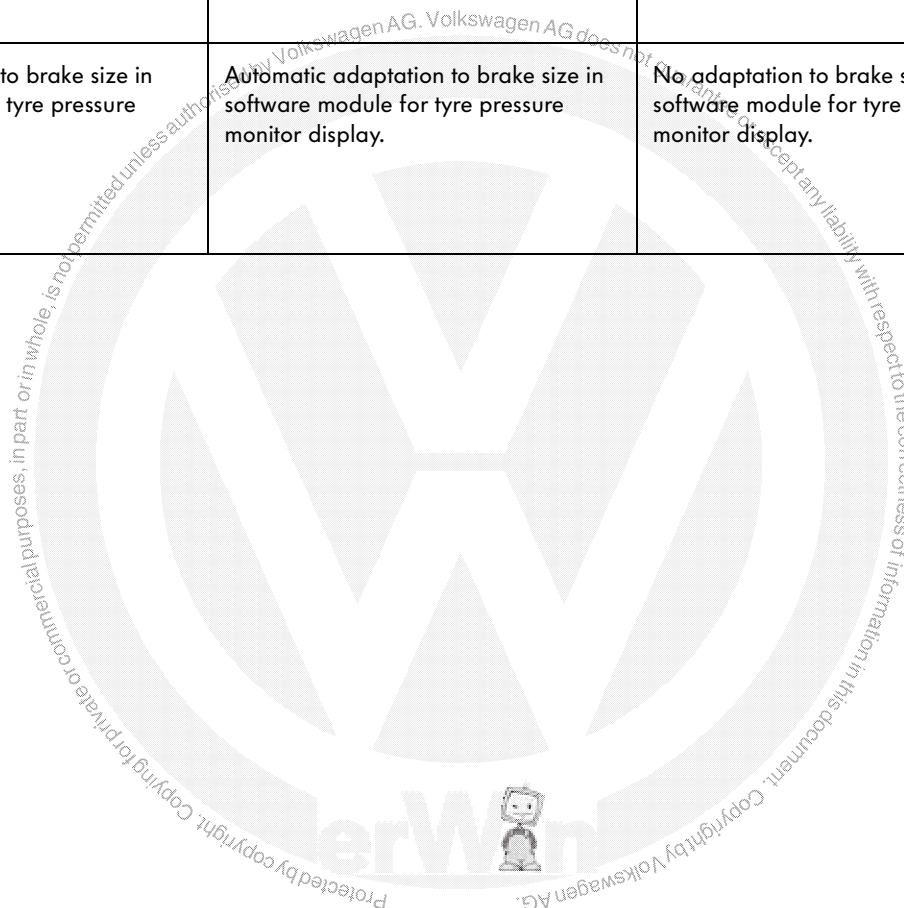 to brake size in
tyre pressure
Automatic adaptation to brake size in
software module for tyre pressure
monitor display.
No adaptation to brake s
software module for tyre
monitor display.
Protected by copyright. Copying for private or commercial purposes, in part or in whole, is not permitted unless authorised by Volkswagen AG. Volkswagen AG does not guarantee or accept any liability with respect to the correctness of information in this document. Copyright by Volkswagen AG.
erWin